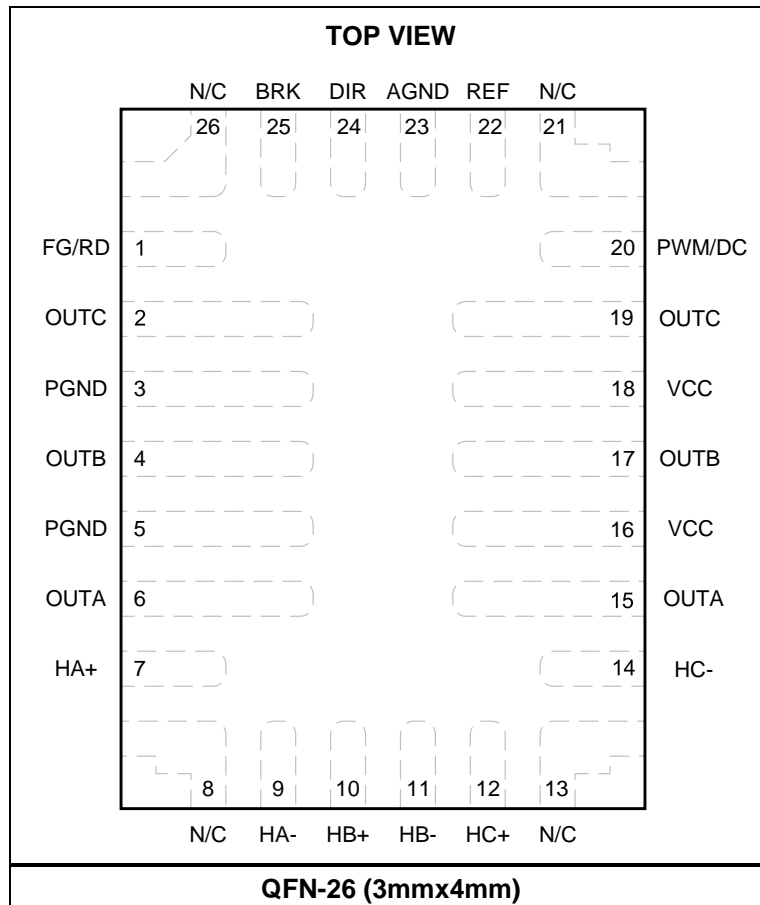 TOP VIEW
N/C BRK DIR AGND REF N/C
26 25 24 23 22 21
FG/RD 1 20 PWM/DC
OUTC 2 19 OUTC
PGND 3 18 VCC
OUTB 4 17 OUTB
PGND 5 16 VCC
OUTA 6 15 OUTA
HA+ 7 14 HC-
8 9 10 11 12 13
N/C HA- HB+ HB- HC+ N/C
QFN-26 (3mmx4mm)